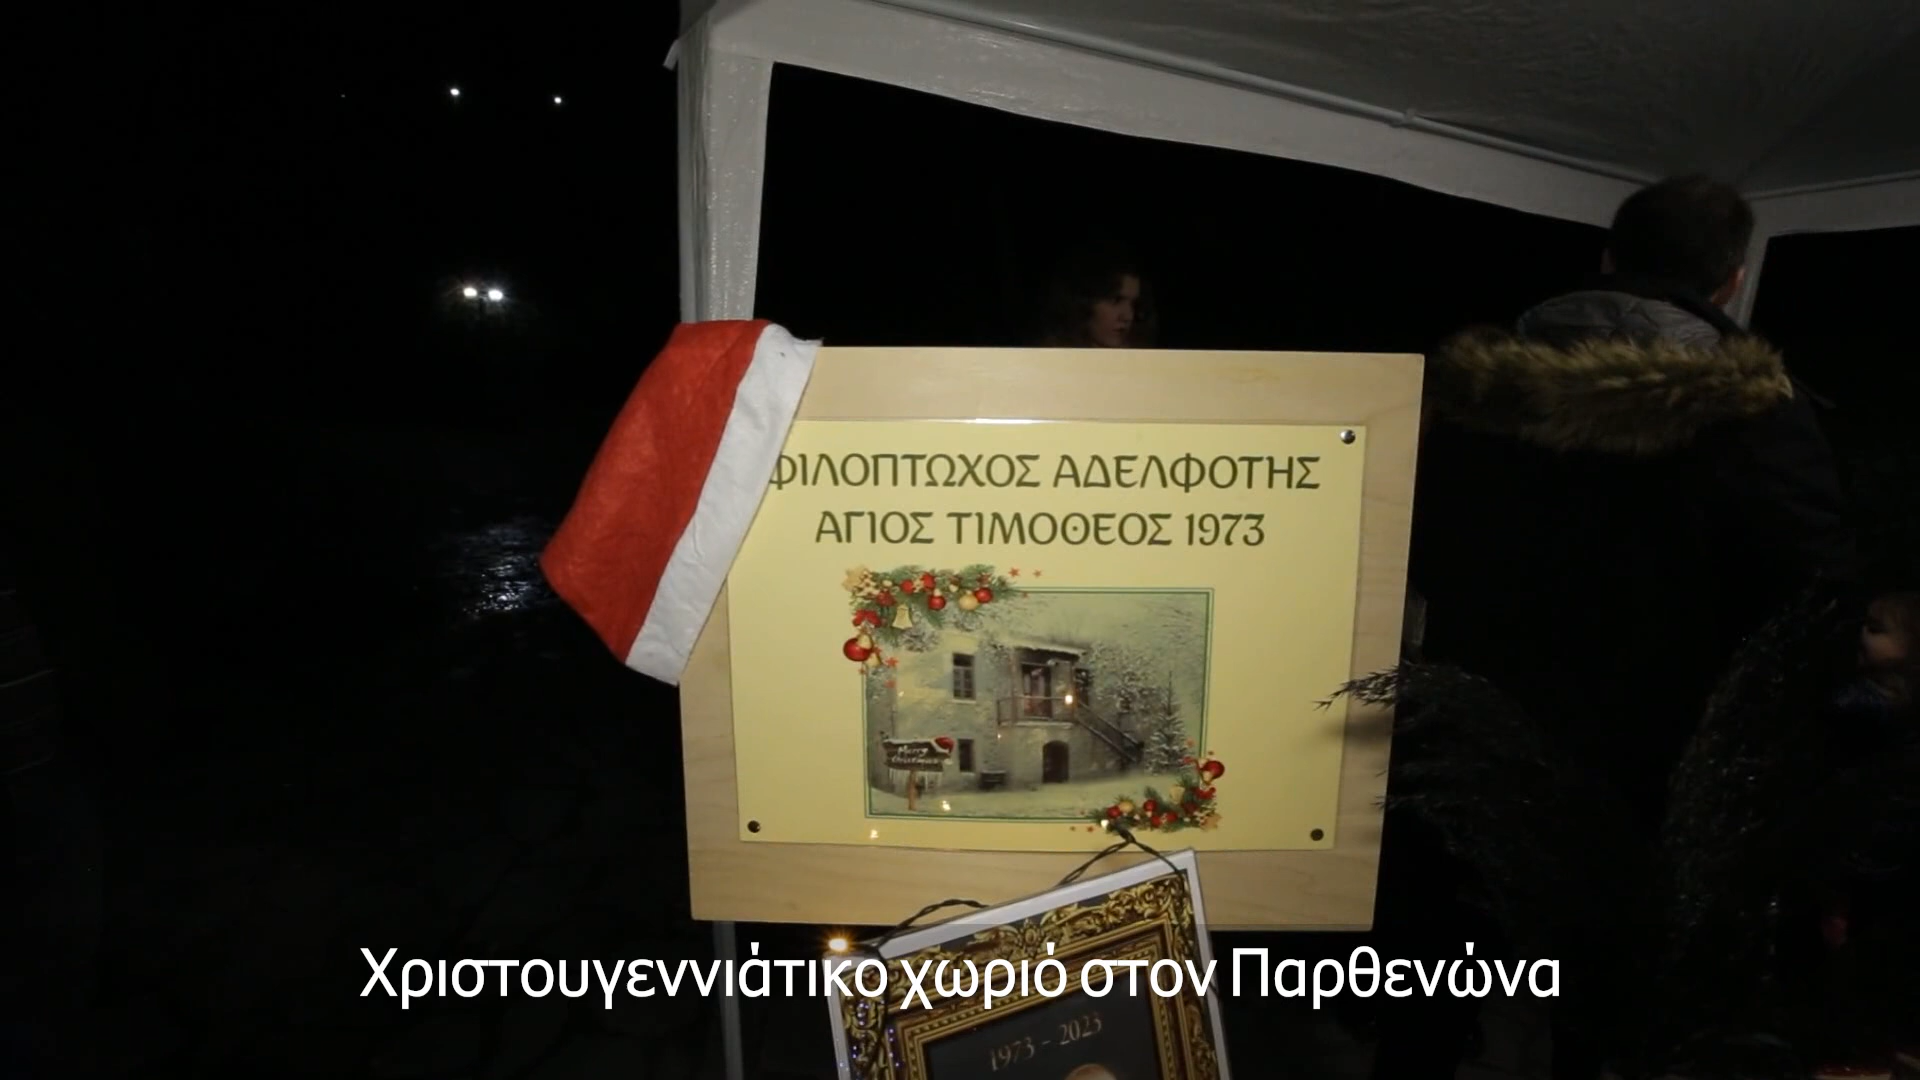 ΦΙΛΟΠΤΩΧΟΣ ΑΔΕΛΦΟΤΗΣ
ΑΓΙΟΣ ΤΙΜΟΘΕΟΣ 1973
Merry
Christmas
Χριστουγεννιάτικο χωριό στον Παρθενώνα
1973 - 2023